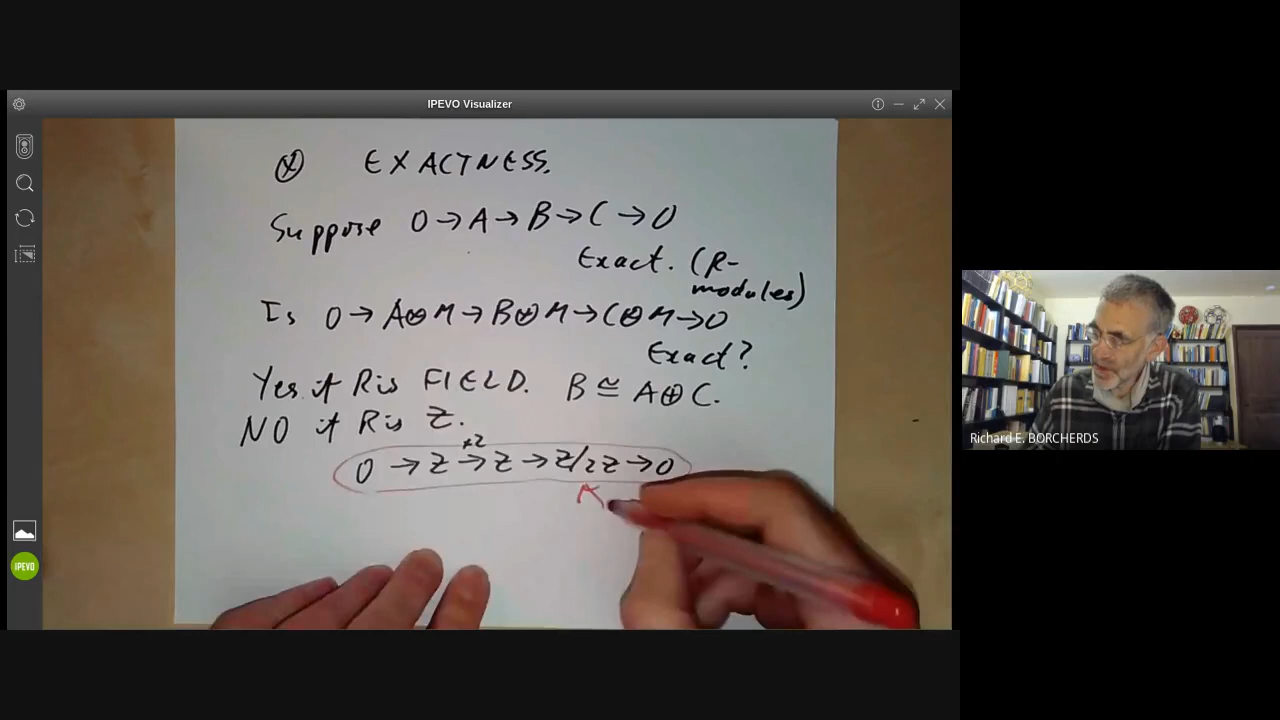 IPEVO Visualizer
⊗ EXACTNESS.
Suppose 0→A→B→C→0
Exact. (R-
modules)
Is 0→A⊗M→B⊗M→C⊗M→0
Exact?
Yes if R is FIELD. B ≅ A⊕C.
NO if R is Z.
×2
0→Z→Z→Z/2Z→0
IPEVO
Richard E. BORCHERDS